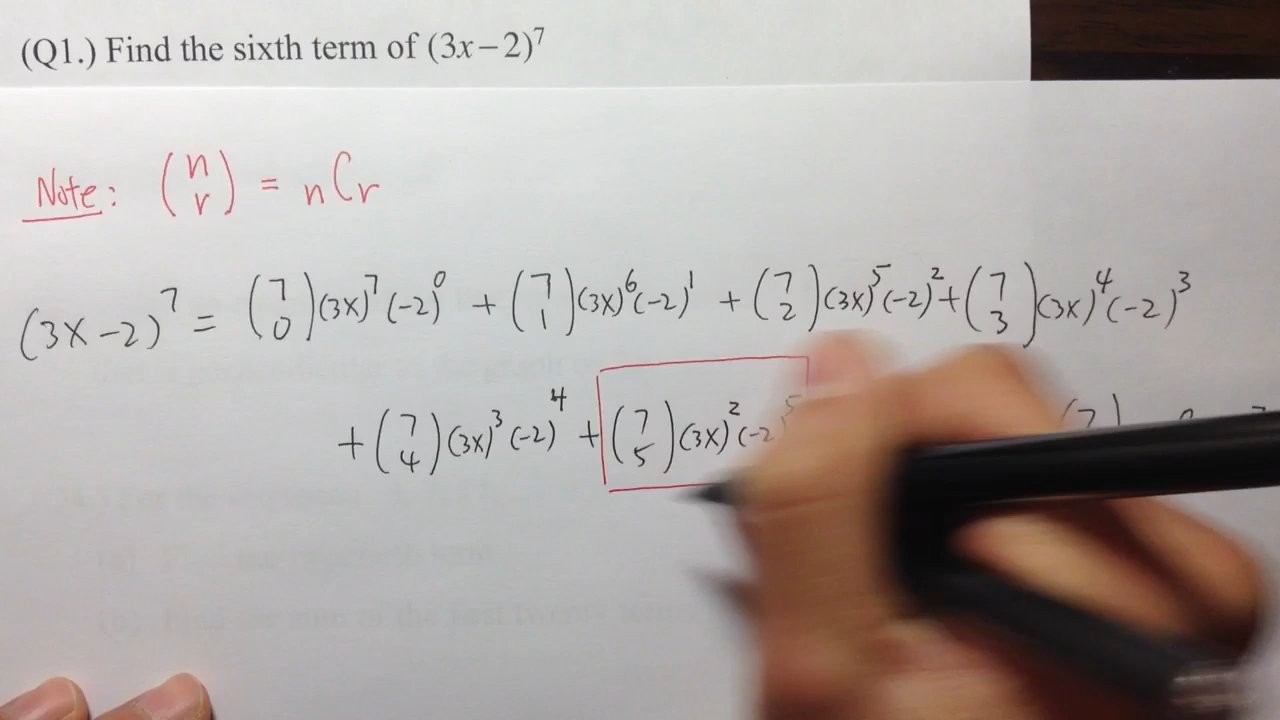 (Q1.) Find the sixth term of (3x−2)⁷
Note: (n r) = nCr
(3x-2)⁷ = (7 0)(3x)⁷(-2)⁰ + (7 1)(3x)⁶(-2)¹ + (7 2)(3x)⁵(-2)² + (7 3)(3x)⁴(-2)³
+ (7 4)(3x)³(-2)⁴ + (7 5)(3x)²(-2)⁵